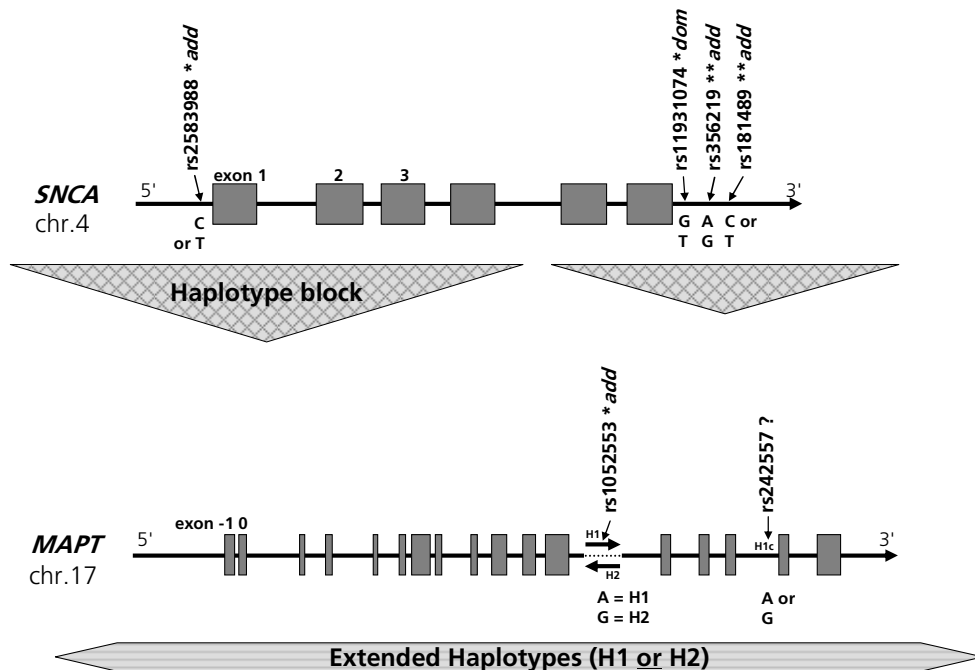 rs2583988 *add
rs11931074 *dom
rs356219 **add
rs181489 **add
exon 1
2
3
5'
3'
SNCA
chr.4
C
or T
G
T
A
G
C or
T
Haplotype block
rs1052553 *add
rs242557 ?
exon -1 0
5'
3'
MAPT
chr.17
H1
H2
H1c
A = H1
G = H2
A or
G
Extended Haplotypes (H1 or H2)